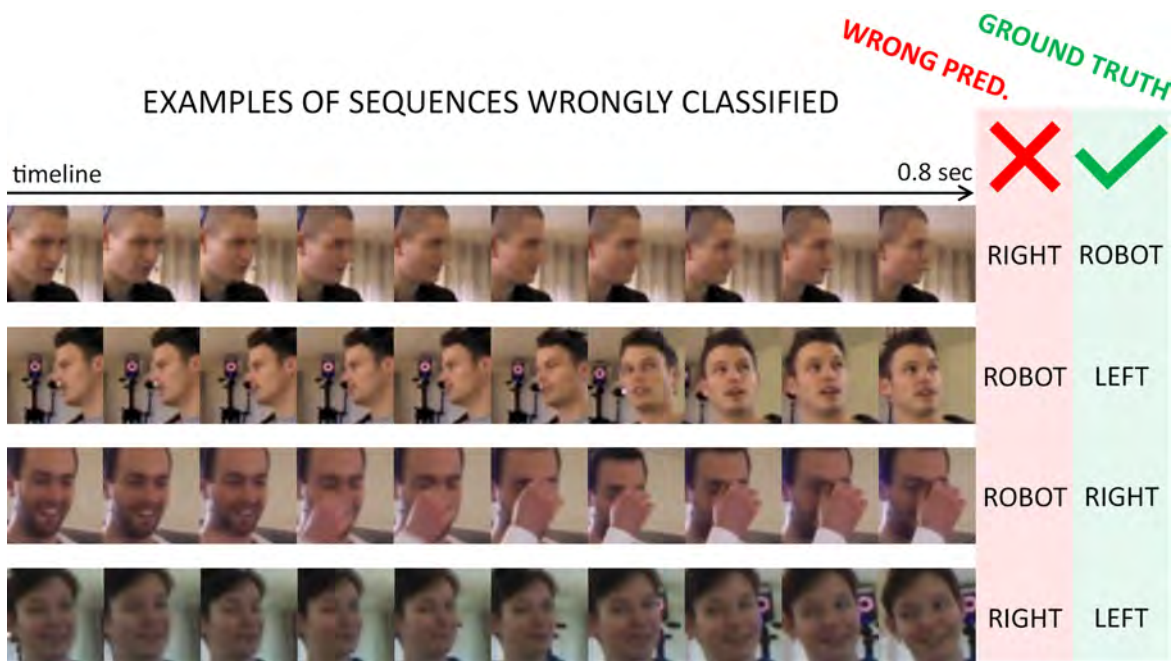 WRONG PRED.
GROUND TRUTH
EXAMPLES OF SEQUENCES WRONGLY CLASSIFIED
timeline
0.8 sec
RIGHT ROBOT
ROBOT LEFT
ROBOT RIGHT
RIGHT LEFT